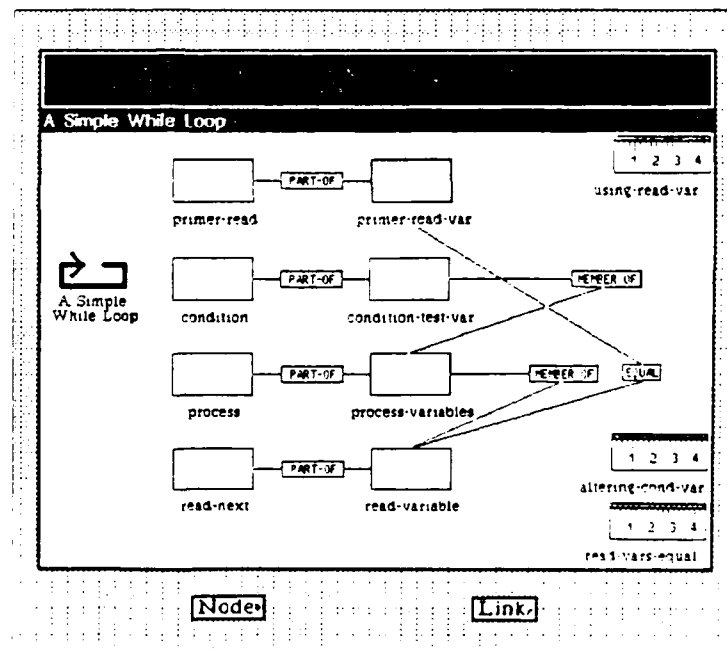 A Simple While Loop
1 2 3 4
using-read-var
PART-OF
primer-read
primer-read-var
A Simple
While Loop
PART-OF
MEMBER OF
condition
condition-test-var
PART-OF
MEMBER OF
EQUAL
process
process-variables
1 2 3 4
altering-cond-var
PART-OF
read-next
read-variable
1 2 3 4
read-vars-equal
Node
Link